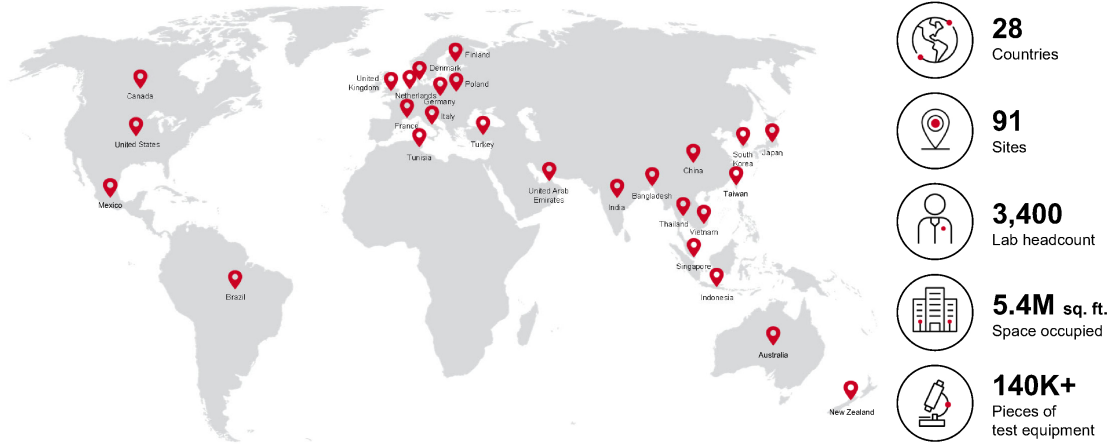 Finland
Denmark
United
Kingdom
Netherlands
Poland
Germany
Canada
France
Italy
United States
Turkey
Tunisia
South
Korea
Japan
China
United Arab
Emirates
Bangladesh
Taiwan
Mexico
India
Thailand
Vietnam
Singapore
Brazil
Indonesia
Australia
New Zealand
28
Countries
91
Sites
3,400
Lab headcount
5.4M sq. ft.
Space occupied
140K+
Pieces of
test equipment